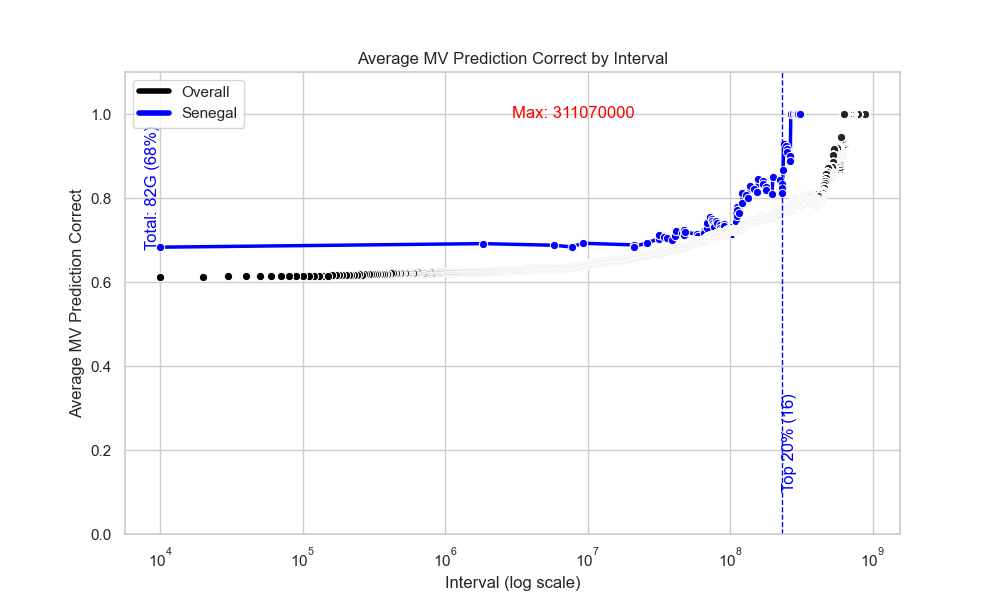 Average MV Prediction Correct by Interval
Overall
Senegal
Max: 311070000
Total: 82G (68%)
Top 20% (16)
Average MV Prediction Correct
1.0
0.8
0.6
0.4
0.2
0.0
10^4
10^5
10^6
10^7
10^8
10^9
Interval (log scale)